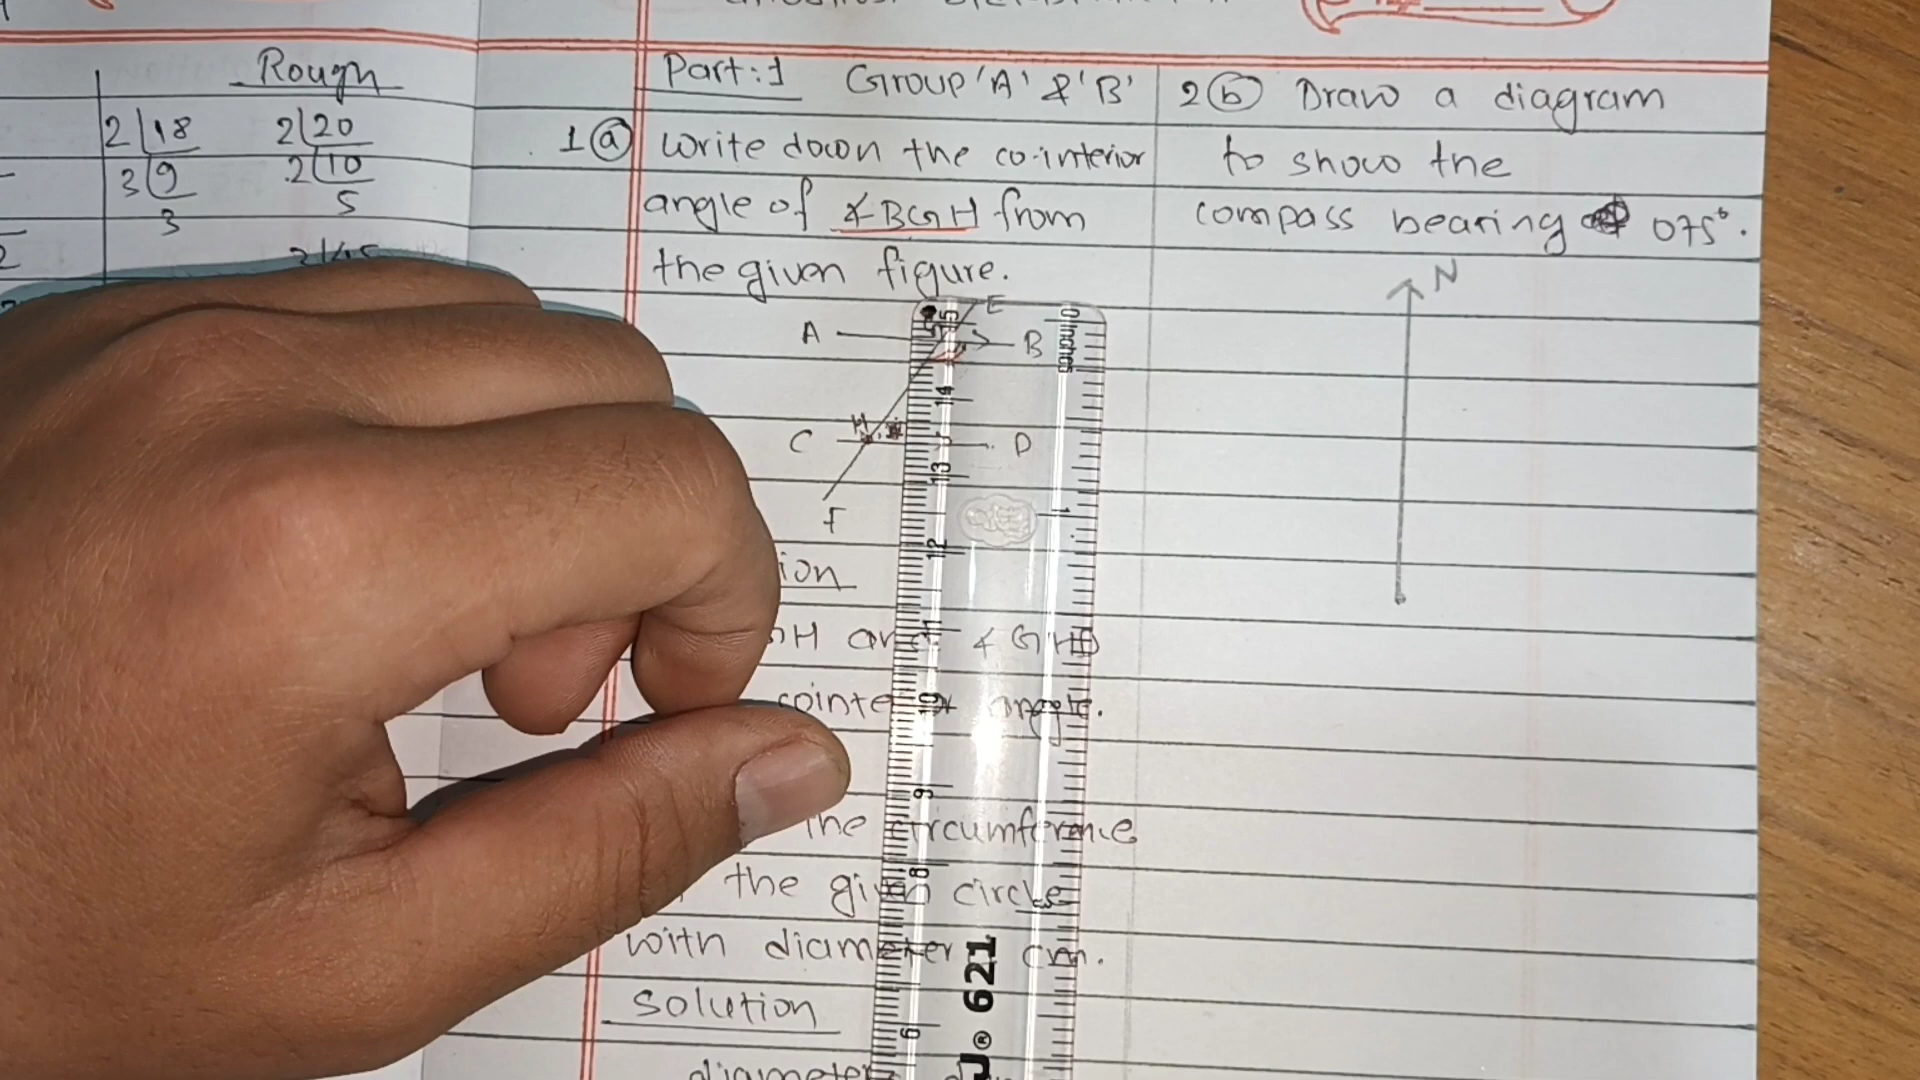 Rough
2 18
2 20
3 9
2 10
3
5
Part:1 Group 'A' & 'B'
1 (a) Write down the co-interior
angle of ∡BGH from
the given figure.
E
A
B
H
C
D
F
ion
H and ∡GHD
cointerior angle.
The circumference
the given circle
with diameter cm.
Solution
diameter
2 (b) Draw a diagram
to show the
compass bearing 075°.
N
0 Inches
1
15
14
13
12
11
10
9
8
6
® 621